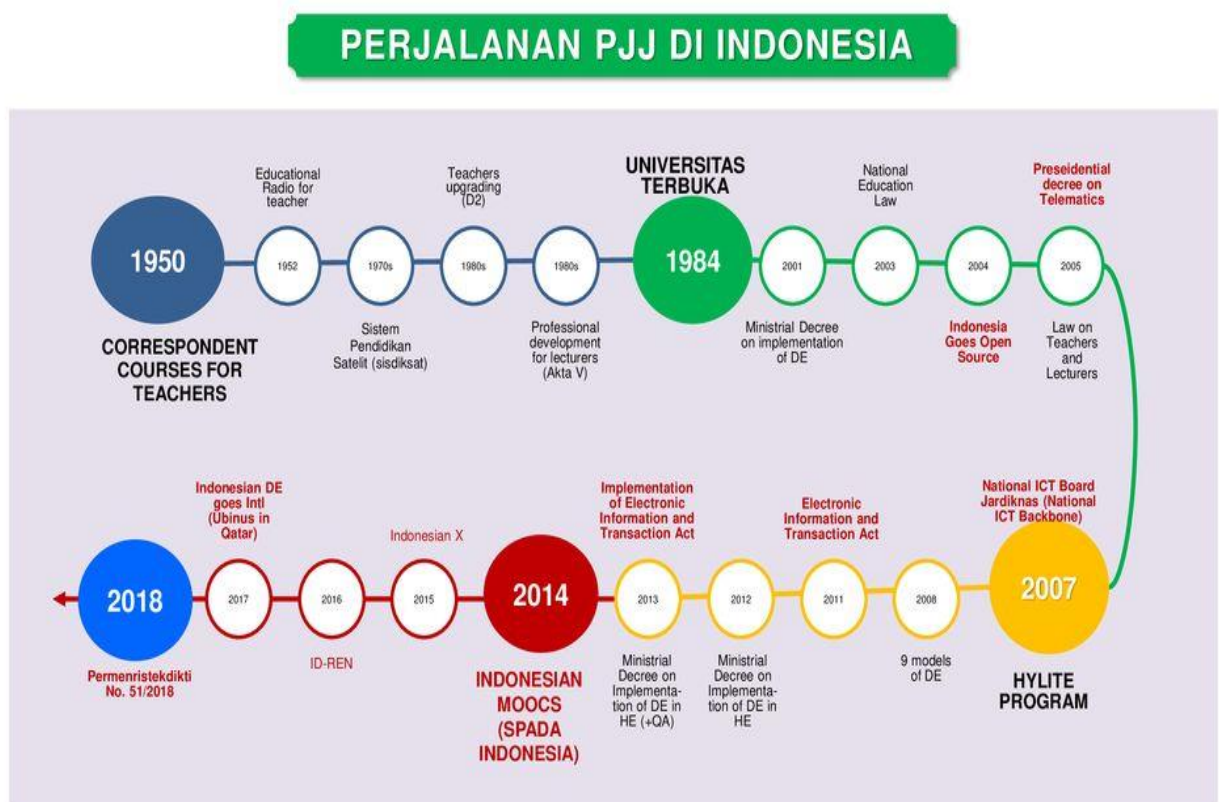 PERJALANAN PJJ DI INDONESIA
Educational
Radio for
teacher
Teachers
upgrading
(D2)
UNIVERSITAS
TERBUKA
National
Education
Law
Preseidential
decree on
Telematics
1950
1952
1970s
1980s
1980s
1984
2001
2003
2004
2005
CORRESPONDENT
COURSES FOR
TEACHERS
Sistem
Pendidikan
Satelit (sisdiksat)
Professional
development
for lecturers
(Akta V)
Ministrial Decree
on implementation
of DE
Indonesia
Goes Open
Source
Law on
Teachers
and
Lecturers
Indonesian DE
goes Intl
(Ubinus in
Qatar)
Indonesian X
Implementation
of Electronic
Information and
Transaction Act
Electronic
Information and
Transaction Act
National ICT Board
Jardiknas (National
ICT Backbone)
2018
2017
2016
2015
2014
2013
2012
2011
2008
2007
Permenristekdikti
No. 51/2018
ID-REN
INDONESIAN
MOOCS
(SPADA
INDONESIA)
Ministrial
Decree on
Implementa-
tion of DE in
HE (+QA)
Ministrial
Decree on
Implementa-
tion of DE in
HE
9 models
of DE
HYLITE
PROGRAM